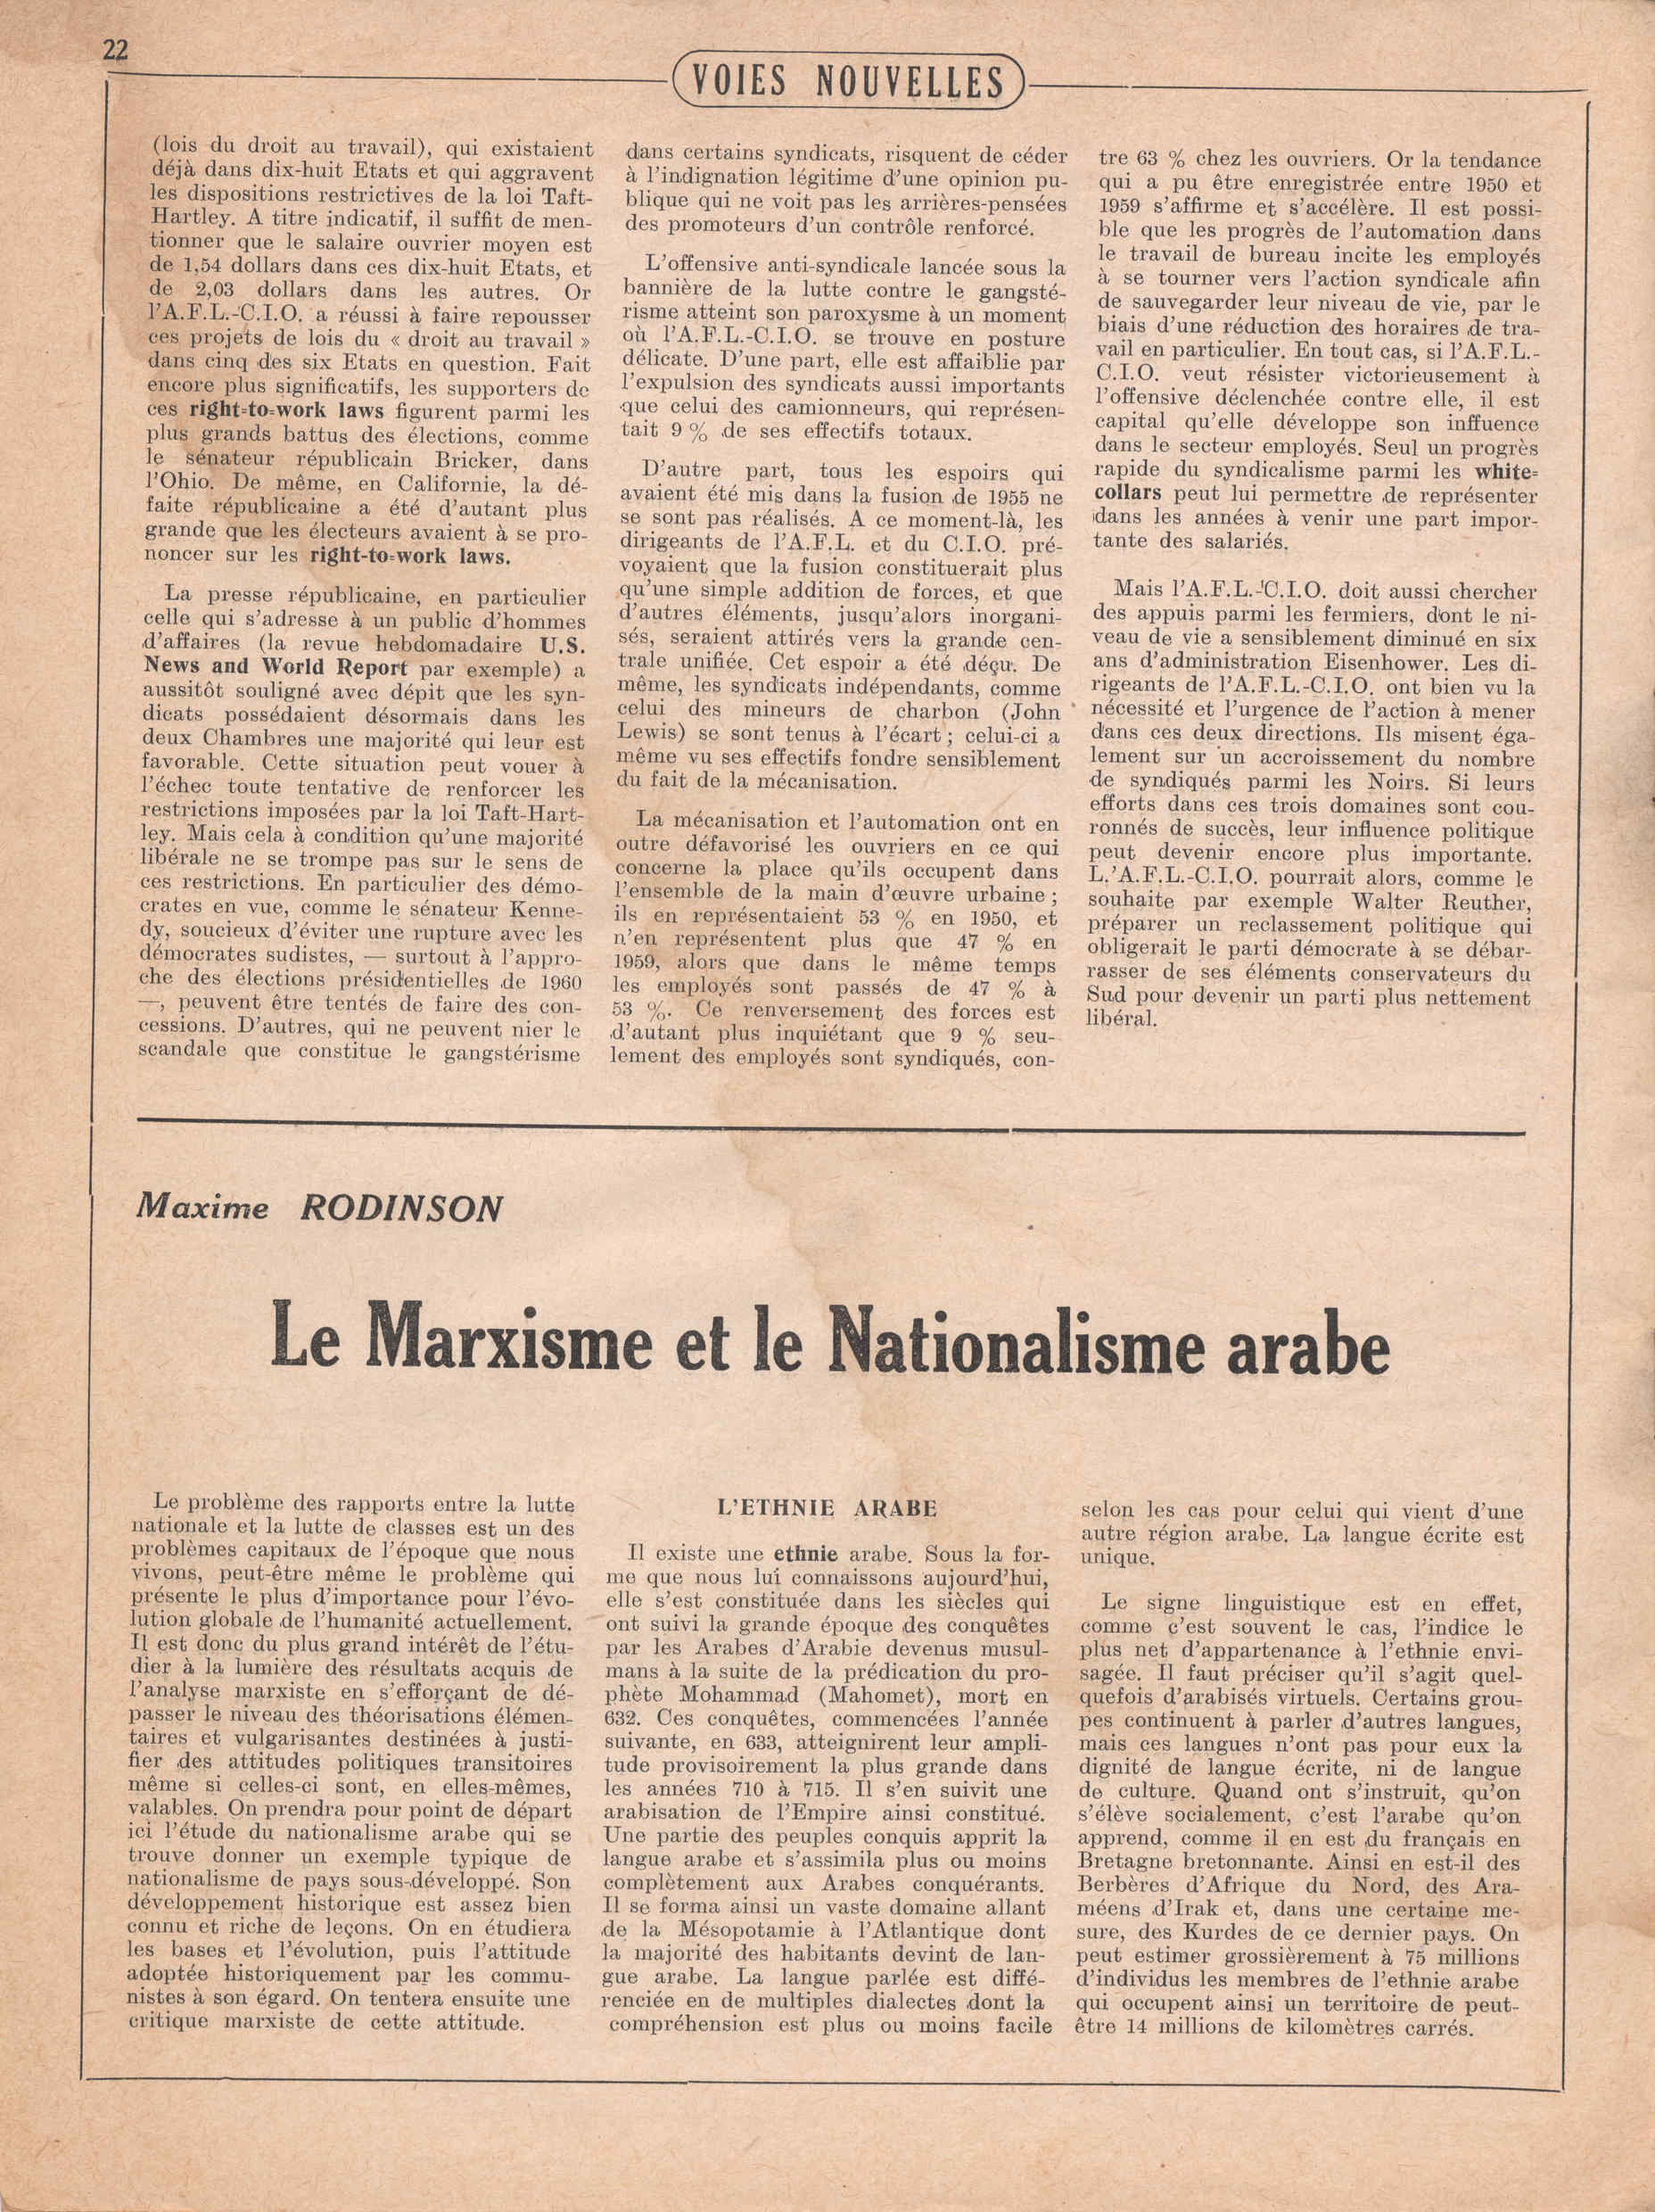 22
VOIES NOUVELLES
(lois du droit au travail), qui existaient
déjà dans dix-huit Etats et qui aggravent
les dispositions restrictives de la loi Taft-
Hartley. A titre indicatif, il suffit de men-
tionner que le salaire ouvrier moyen est
de 1,54 dollars dans ces dix-huit Etats, et
de 2,03 dollars dans les autres. Or
l'A.F.L.-C.I.O. a réussi à faire repousser
ces projets de lois du « droit au travail »
dans cinq des six Etats en question. Fait
encore plus significatifs, les supporters de
ces right-to-work laws figurent parmi les
plus grands battus des élections, comme
le sénateur républicain Bricker, dans
l'Ohio. De même, en Californie, la dé-
faite républicaine a été d'autant plus
grande que les électeurs avaient à se pro-
noncer sur les right-to-work laws.
La presse républicaine, en particulier
celle qui s'adresse à un public d'hommes
d'affaires (la revue hebdomadaire U.S.
News and World Report par exemple) a
aussitôt souligné avec dépit que les syn-
dicats possédaient désormais dans les
deux Chambres une majorité qui leur est
favorable. Cette situation peut vouer à
l'échec toute tentative de renforcer les
restrictions imposées par la loi Taft-Hart-
ley. Mais cela à condition qu'une majorité
libérale ne se trompe pas sur le sens de
ces restrictions. En particulier des démo-
crates en vue, comme le sénateur Kenne-
dy, soucieux d'éviter une rupture avec les
démocrates sudistes, — surtout à l'appro-
che des élections présidentielles de 1960
—, peuvent être tentés de faire des con-
cessions. D'autres, qui ne peuvent nier le
scandale que constitue le gangstérisme
dans certains syndicats, risquent de céder
à l'indignation légitime d'une opinion pu-
blique qui ne voit pas les arrières-pensées
des promoteurs d'un contrôle renforcé.
L'offensive anti-syndicale lancée sous la
bannière de la lutte contre le gangsté-
risme atteint son paroxysme à un moment
où l'A.F.L.-C.I.O. se trouve en posture
délicate. D'une part, elle est affaiblie par
l'expulsion des syndicats aussi importants
que celui des camionneurs, qui représen-
tait 9 % de ses effectifs totaux.
D'autre part, tous les espoirs qui
avaient été mis dans la fusion de 1955 ne
se sont pas réalisés. A ce moment-là, les
dirigeants de l'A.F.L. et du C.I.O. pré-
voyaient que la fusion constituerait plus
qu'une simple addition de forces, et que
d'autres éléments, jusqu'alors inorgani-
sés, seraient attirés vers la grande cen-
trale unifiée. Cet espoir a été déçu. De
même, les syndicats indépendants, comme
celui des mineurs de charbon (John
Lewis) se sont tenus à l'écart ; celui-ci a
même vu ses effectifs fondre sensiblement
du fait de la mécanisation.
La mécanisation et l'automation ont en
outre défavorisé les ouvriers en ce qui
concerne la place qu'ils occupent dans
l'ensemble de la main d'œuvre urbaine ;
ils en représentaient 53 % en 1950, et
n'en représentent plus que 47 % en
1959, alors que dans le même temps
les employés sont passés de 47 % à
53 %. Ce renversement des forces est
d'autant plus inquiétant que 9 % seu-
lement des employés sont syndiqués, con-
tre 63 % chez les ouvriers. Or la tendance
qui a pu être enregistrée entre 1950 et
1959 s'affirme et s'accélère. Il est possi-
ble que les progrès de l'automation dans
le travail de bureau incite les employés
à se tourner vers l'action syndicale afin
de sauvegarder leur niveau de vie, par le
biais d'une réduction des horaires de tra-
vail en particulier. En tout cas, si l'A.F.L.-
C.I.O. veut résister victorieusement à
l'offensive déclenchée contre elle, il est
capital qu'elle développe son inffuence
dans le secteur employés. Seul un progrès
rapide du syndicalisme parmi les white-
collars peut lui permettre de représenter
dans les années à venir une part impor-
tante des salariés.
Mais l'A.F.L.-C.I.O. doit aussi chercher
des appuis parmi les fermiers, dont le ni-
veau de vie a sensiblement diminué en six
ans d'administration Eisenhower. Les di-
rigeants de l'A.F.L.-C.I.O. ont bien vu la
nécessité et l'urgence de l'action à mener
dans ces deux directions. Ils misent éga-
lement sur un accroissement du nombre
de syndiqués parmi les Noirs. Si leurs
efforts dans ces trois domaines sont cou-
ronnés de succès, leur influence politique
peut devenir encore plus importante.
L.'A.F.L.-C.I.O. pourrait alors, comme le
souhaite par exemple Walter Reuther,
préparer un reclassement politique qui
obligerait le parti démocrate à se débar-
rasser de ses éléments conservateurs du
Sud pour devenir un parti plus nettement
libéral.
Maxime RODINSON
Le Marxisme et le Nationalisme arabe
Le problème des rapports entre la lutte
nationale et la lutte de classes est un des
problèmes capitaux de l'époque que nous
vivons, peut-être même le problème qui
présente le plus d'importance pour l'évo-
lution globale de l'humanité actuellement.
Il est donc du plus grand intérêt de l'étu-
dier à la lumière des résultats acquis de
l'analyse marxiste en s'efforçant de dé-
passer le niveau des théorisations élémen-
taires et vulgarisantes destinées à justi-
fier des attitudes politiques transitoires
même si celles-ci sont, en elles-mêmes,
valables. On prendra pour point de départ
ici l'étude du nationalisme arabe qui se
trouve donner un exemple typique de
nationalisme de pays sous-développé. Son
développement historique est assez bien
connu et riche de leçons. On en étudiera
les bases et l'évolution, puis l'attitude
adoptée historiquement par les commu-
nistes à son égard. On tentera ensuite une
critique marxiste de cette attitude.
L'ETHNIE ARABE
Il existe une ethnie arabe. Sous la for-
me que nous lui connaissons aujourd'hui,
elle s'est constituée dans les siècles qui
ont suivi la grande époque des conquêtes
par les Arabes d'Arabie devenus musul-
mans à la suite de la prédication du pro-
phète Mohammad (Mahomet), mort en
632. Ces conquêtes, commencées l'année
suivante, en 633, atteignirent leur ampli-
tude provisoirement la plus grande dans
les années 710 à 715. Il s'en suivit une
arabisation de l'Empire ainsi constitué.
Une partie des peuples conquis apprit la
langue arabe et s'assimila plus ou moins
complètement aux Arabes conquérants.
Il se forma ainsi un vaste domaine allant
de la Mésopotamie à l'Atlantique dont
la majorité des habitants devint de lan-
gue arabe. La langue parlée est diffé-
renciée en de multiples dialectes dont la
compréhension est plus ou moins facile
selon les cas pour celui qui vient d'une
autre région arabe. La langue écrite est
unique.
Le signe linguistique est en effet,
comme c'est souvent le cas, l'indice le
plus net d'appartenance à l'ethnie envi-
sagée. Il faut préciser qu'il s'agit quel-
quefois d'arabisés virtuels. Certains grou-
pes continuent à parler d'autres langues,
mais ces langues n'ont pas pour eux la
dignité de langue écrite, ni de langue
de culture. Quand ont s'instruit, qu'on
s'élève socialement, c'est l'arabe qu'on
apprend, comme il en est du français en
Bretagne bretonnante. Ainsi en est-il des
Berbères d'Afrique du Nord, des Ara-
méens d'Irak et, dans une certaine me-
sure, des Kurdes de ce dernier pays. On
peut estimer grossièrement à 75 millions
d'individus les membres de l'ethnie arabe
qui occupent ainsi un territoire de peut-
être 14 millions de kilomètres carrés.